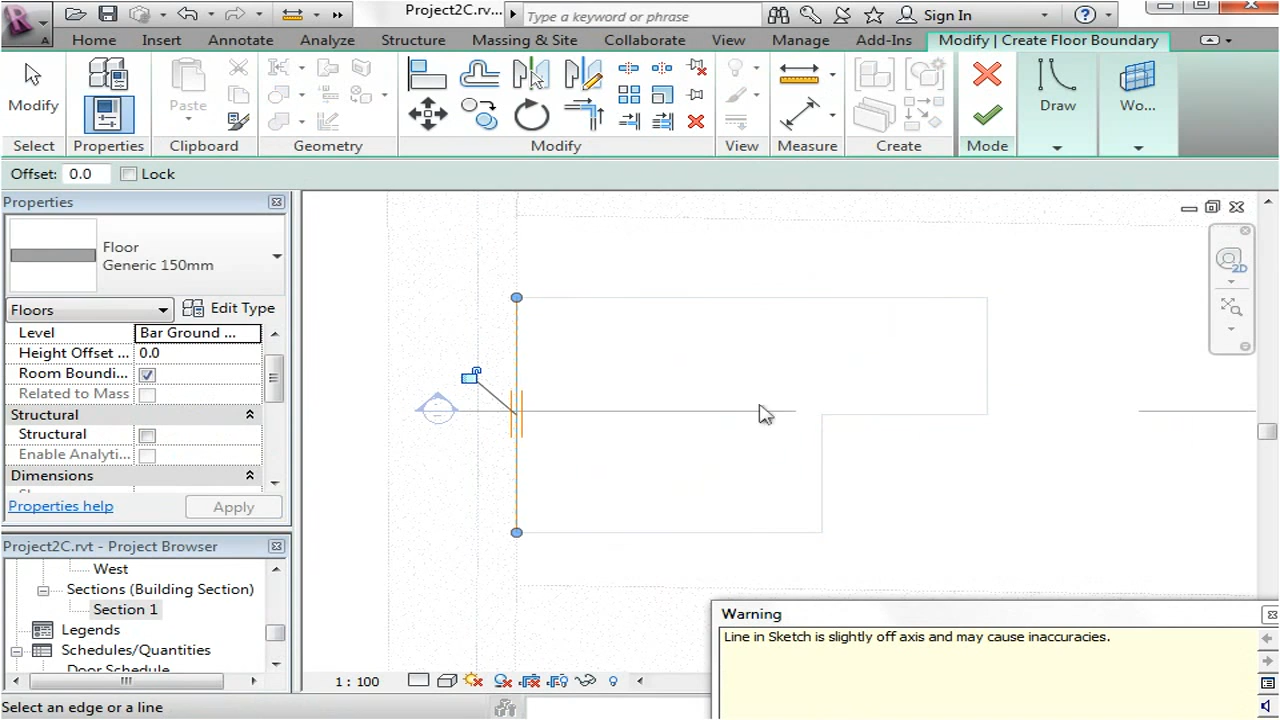 Project2C.rv...
Type a keyword or phrase
Sign In
Home
Insert
Annotate
Analyze
Structure
Massing & Site
Collaborate
View
Manage
Add-Ins
Modify | Create Floor Boundary
Modify
Paste
Draw
Wo...
Select
Properties
Clipboard
Geometry
Modify
View
Measure
Create
Mode
Offset: 0.0
Lock
Properties
Floor
Generic 150mm
Floors
Edit Type
Level
Bar Ground ...
Height Offset ...
0.0
Room Boundi...
Related to Mass
Structural
Structural
Enable Analyti...
Dimensions
Properties help
Apply
Project2C.rvt - Project Browser
West
Sections (Building Section)
Section 1
Legends
Schedules/Quantities
Door Schedule
2D
Warning
Line in Sketch is slightly off axis and may cause inaccuracies.
1 : 100
Select an edge or a line